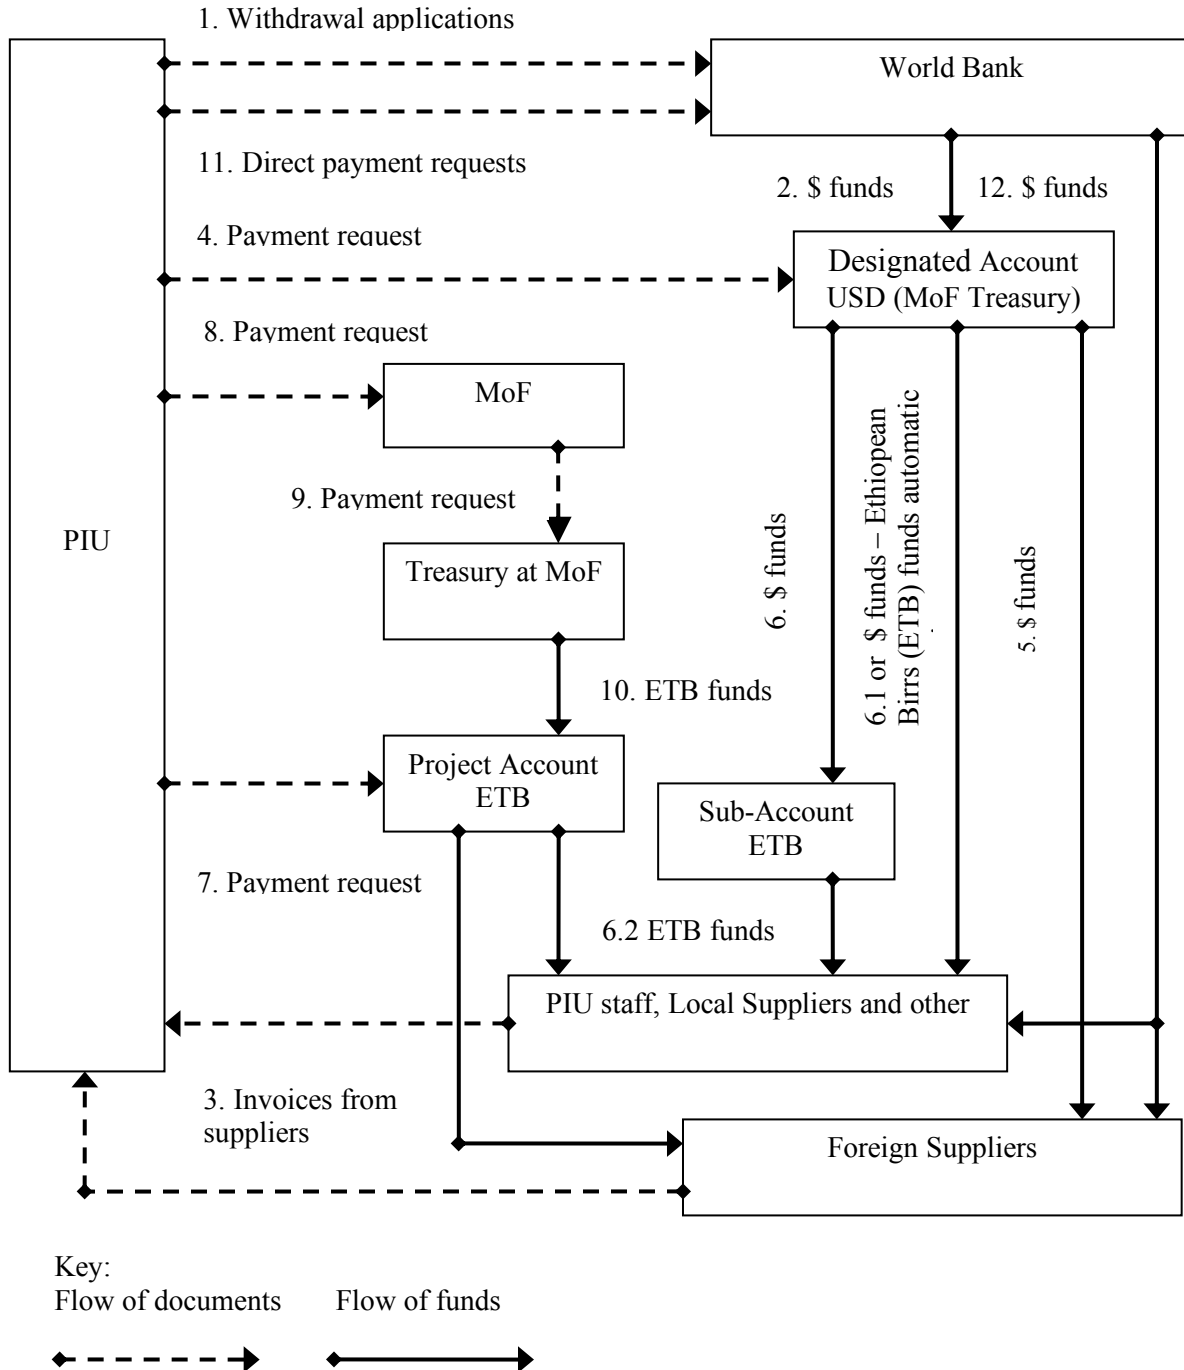 1. Withdrawal applications
World Bank
11. Direct payment requests
2. $ funds
12. $ funds
4. Payment request
Designated Account
USD (MoF Treasury)
8. Payment request
MoF
9. Payment request
PIU
Treasury at MoF
6. $ funds
6.1 or $ funds – Ethiopean
Birrs (ETB) funds automatic
5. $ funds
10. ETB funds
Project Account
ETB
Sub-Account
ETB
7. Payment request
6.2 ETB funds
PIU staff, Local Suppliers and other
3. Invoices from
suppliers
Foreign Suppliers
Key:
Flow of documents
Flow of funds